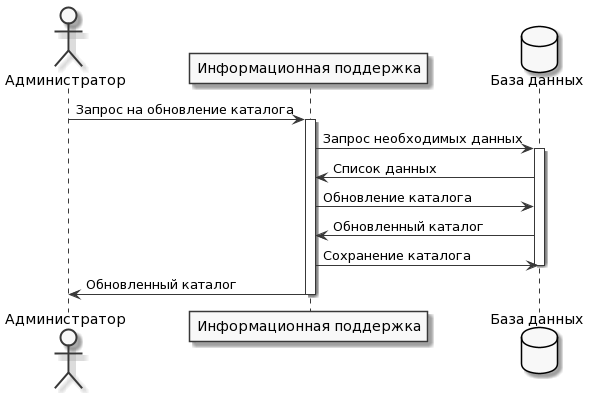 Администратор
Информационная поддержка
База данных
Запрос на обновление каталога
Запрос необходимых данных
Список данных
Обновление каталога
Обновленный каталог
Сохранение каталога
Обновленный каталог
Администратор
Информационная поддержка
База данных